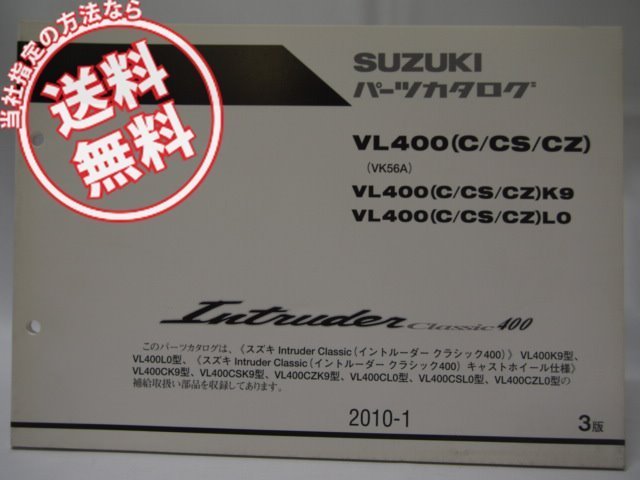 当社指定の方法なら
送料
無料
SUZUKI
パーツカタログ
VL400(C/CS/CZ)
(VK56A)
VL400(C/CS/CZ)K9
VL400(C/CS/CZ)L0
Intruder Classic 400
このパーツカタログは、《スズキ Intruder Classic(イントルーダー クラシック400)》 VL400K9型、
VL400L0型、《スズキ Intruder Classic(イントルーダー クラシック400) キャストホイール仕様》
VL400CK9型、VL400CSK9型、VL400CZK9型、VL400CL0型、VL400CSL0型、VL400CZL0型の
補給取扱い部品を収録してあります。
2010-1
3版